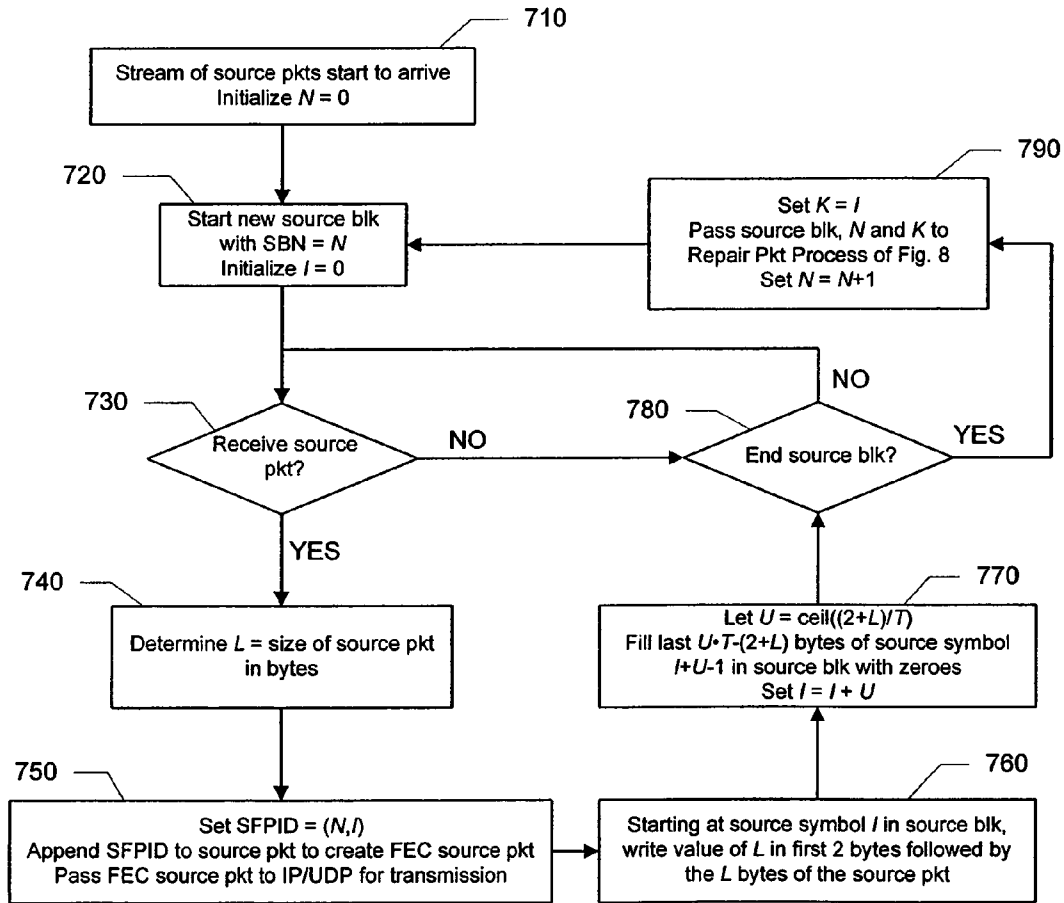 710
Stream of source pkts start to arrive
Initialize N = 0
720
Start new source blk
with SBN = N
Initialize I = 0
790
Set K = I
Pass source blk, N and K to
Repair Pkt Process of Fig. 8
Set N = N+1
730
Receive source
pkt?
NO
YES
780
End source blk?
NO
YES
740
Determine L = size of source pkt
in bytes
770
Let U = ceil((2+L)/T)
Fill last U•T-(2+L) bytes of source symbol
I+U-1 in source blk with zeroes
Set I = I + U
750
Set SFPID = (N,I)
Append SFPID to source pkt to create FEC source pkt
Pass FEC source pkt to IP/UDP for transmission
760
Starting at source symbol I in source blk,
write value of L in first 2 bytes followed by
the L bytes of the source pkt